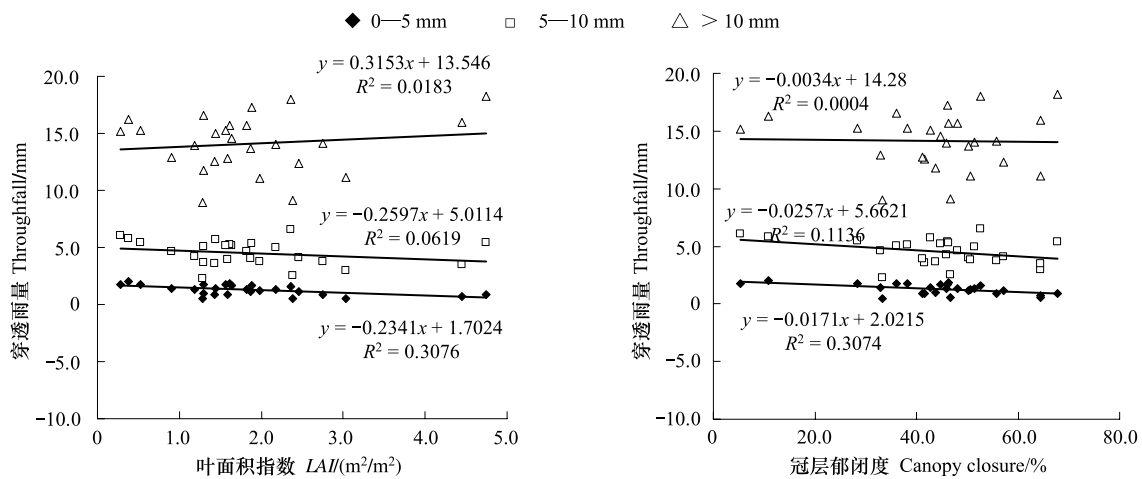 0—5 mm 5—10 mm > 10 mm
y = 0.3153x + 13.546
R² = 0.0183
y = −0.2597x + 5.0114
R² = 0.0619
y = −0.2341x + 1.7024
R² = 0.3076
20.0
15.0
10.0
5.0
0
−5.0
−10.0
穿透雨量 Throughfall/mm
0 1.0 2.0 3.0 4.0 5.0
叶面积指数 LAI/(m²/m²)
y = −0.0034x + 14.28
R² = 0.0004
y = −0.0257x + 5.6621
R² = 0.1136
y = −0.0171x + 2.0215
R² = 0.3074
20.0
15.0
10.0
5.0
0
−5.0
−10.0
穿透雨量 Throughfall/mm
0 20.0 40.0 60.0 80.0
冠层郁闭度 Canopy closure/%